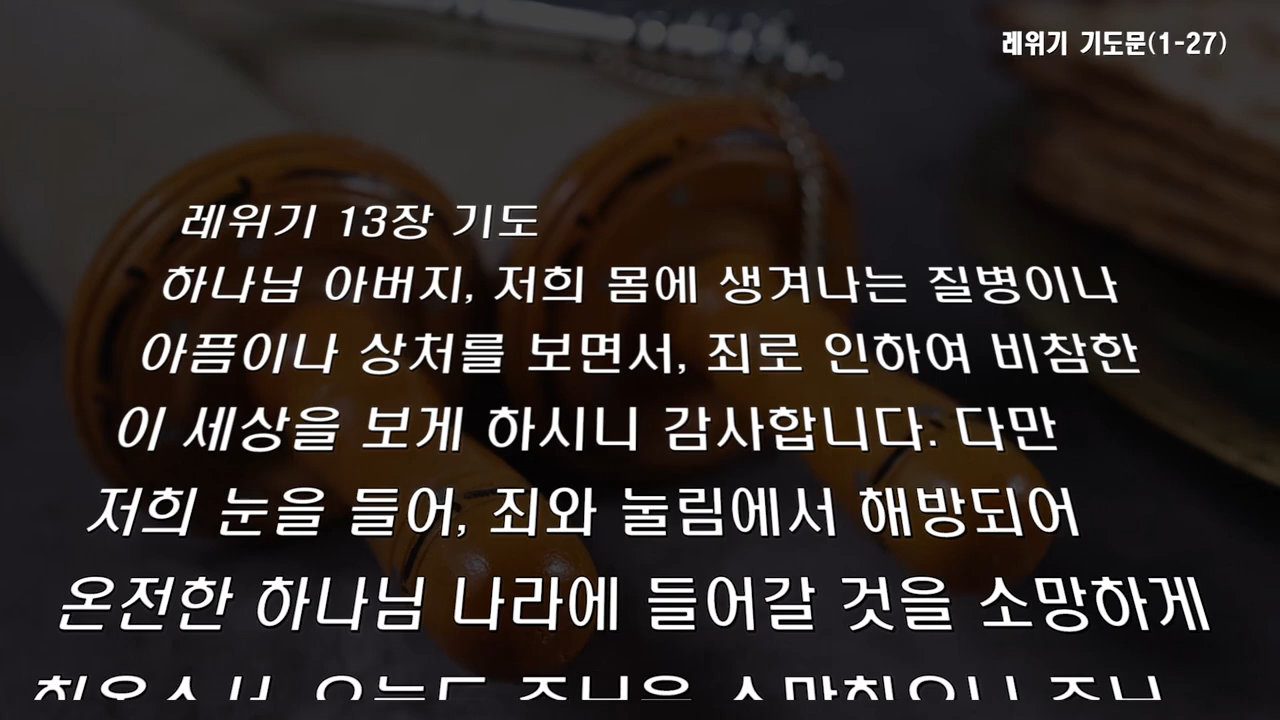 레위기 기도문(1-27)
레위기 13장 기도
하나님 아버지, 저희 몸에 생겨나는 질병이나
아픔이나 상처를 보면서, 죄로 인하여 비참한
이 세상을 보게 하시니 감사합니다. 다만
저희 눈을 들어, 죄와 눌림에서 해방되어
온전한 하나님 나라에 들어갈 것을 소망하게